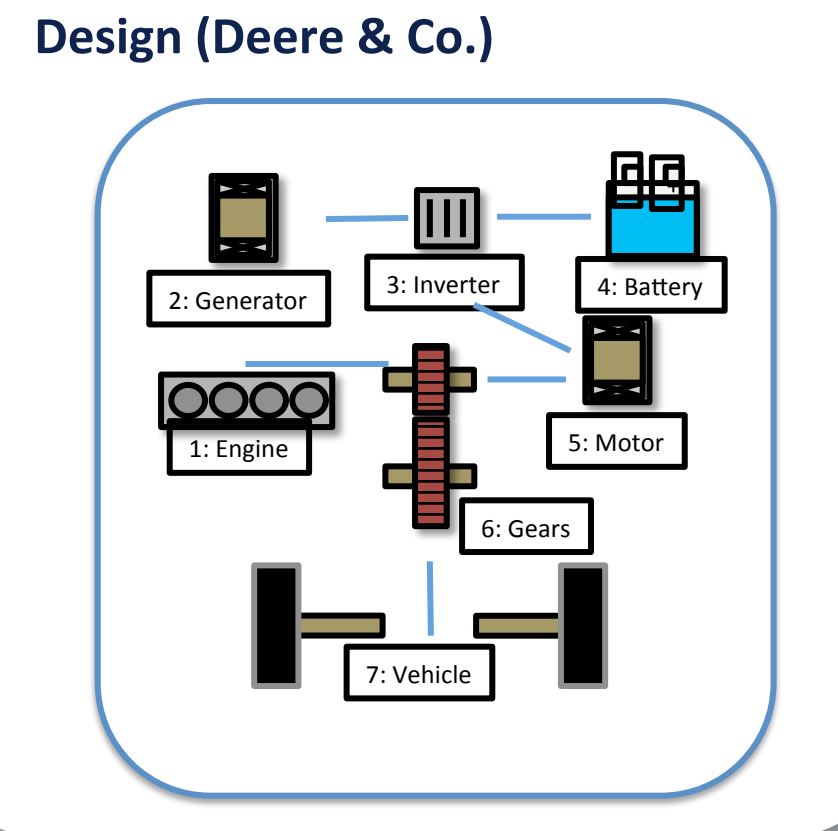 Design (Deere & Co.)
2: Generator
3: Inverter
4: Battery
1: Engine
5: Motor
6: Gears
7: Vehicle